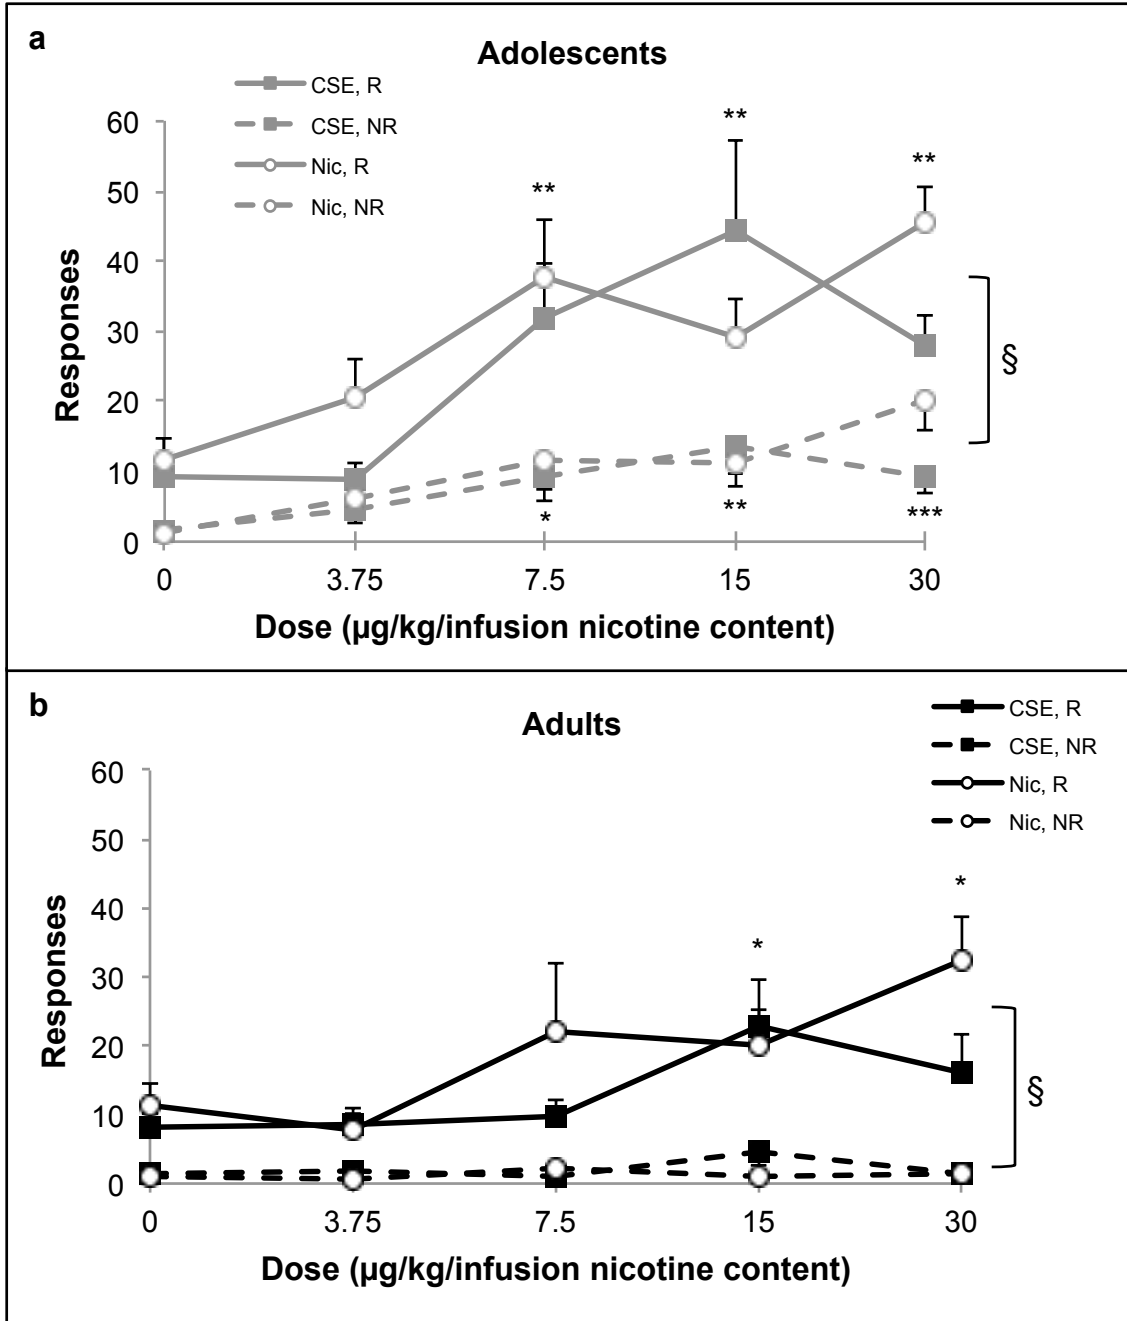 a
Adolescents
CSE, R
CSE, NR
Nic, R
Nic, NR
60
50
40
30
20
10
0
Responses
**
**
**
*
**
***
§
0 3.75 7.5 15 30
Dose (µg/kg/infusion nicotine content)
b
Adults
CSE, R
CSE, NR
Nic, R
Nic, NR
60
50
40
30
20
10
0
Responses
*
*
§
0 3.75 7.5 15 30
Dose (µg/kg/infusion nicotine content)